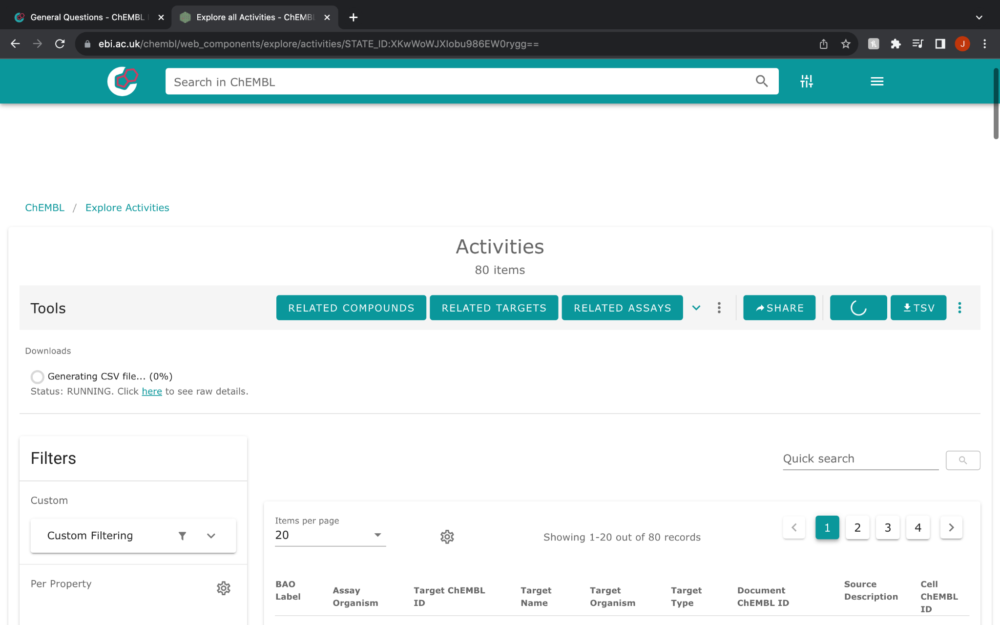 General Questions - ChEMBL
Explore all Activities - ChEMBL
ebi.ac.uk/chembl/web_components/explore/activities/STATE_ID:XKwWoWJXIobu986EW0rygg==
J
Search in ChEMBL
ChEMBL / Explore Activities
Activities
80 items
Tools
RELATED COMPOUNDS
RELATED TARGETS
RELATED ASSAYS
SHARE
TSV
Downloads
Generating CSV file... (0%)
Status: RUNNING. Click here to see raw details.
Filters
Quick search
Custom
Custom Filtering
Per Property
Items per page
20
Showing 1-20 out of 80 records
1 2 3 4
BAO Label
Assay Organism
Target ChEMBL ID
Target Name
Target Organism
Target Type
Document ChEMBL ID
Source Description
Cell ChEMBL ID